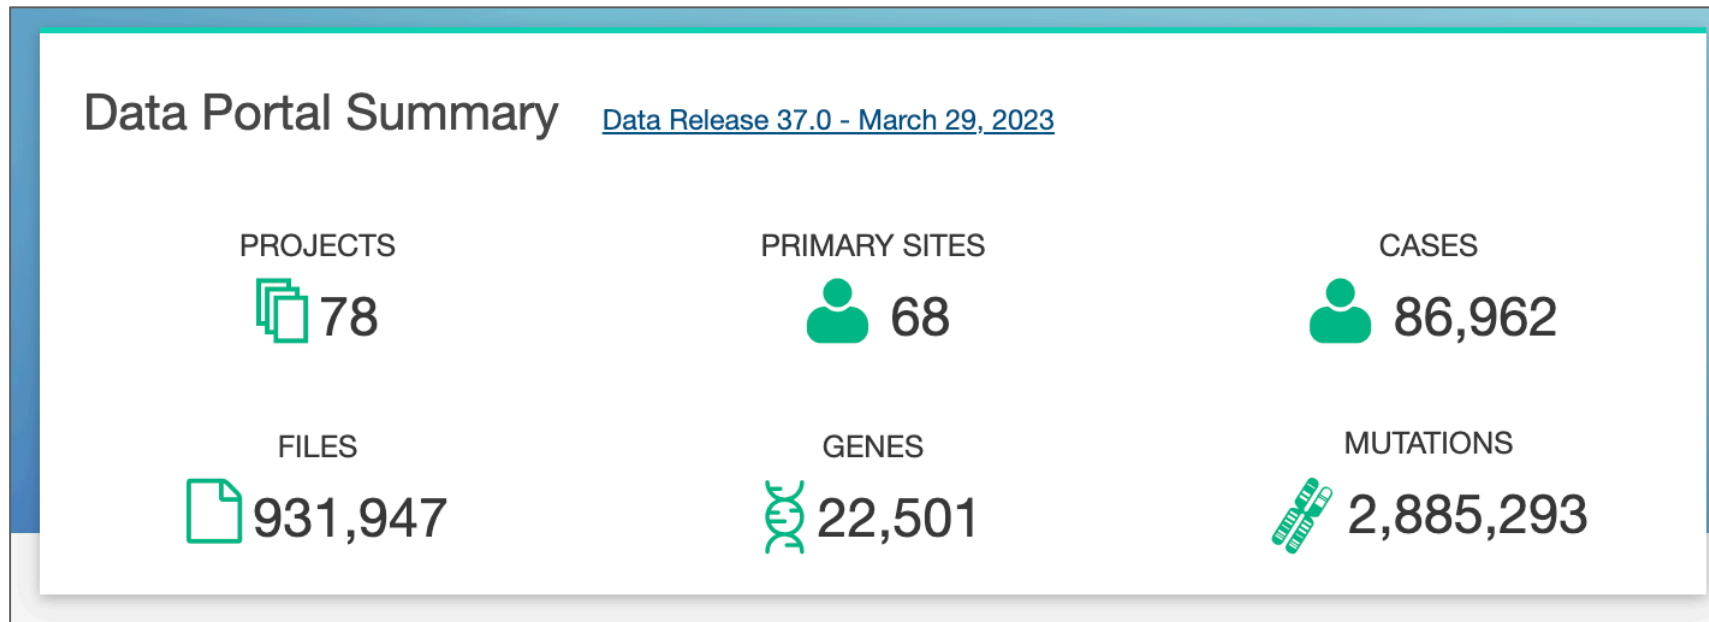 Data Portal Summary Data Release 37.0 - March 29, 2023
PROJECTS PRIMARY SITES CASES
78 68 86,962
FILES GENES MUTATIONS
931,947 22,501 2,885,293